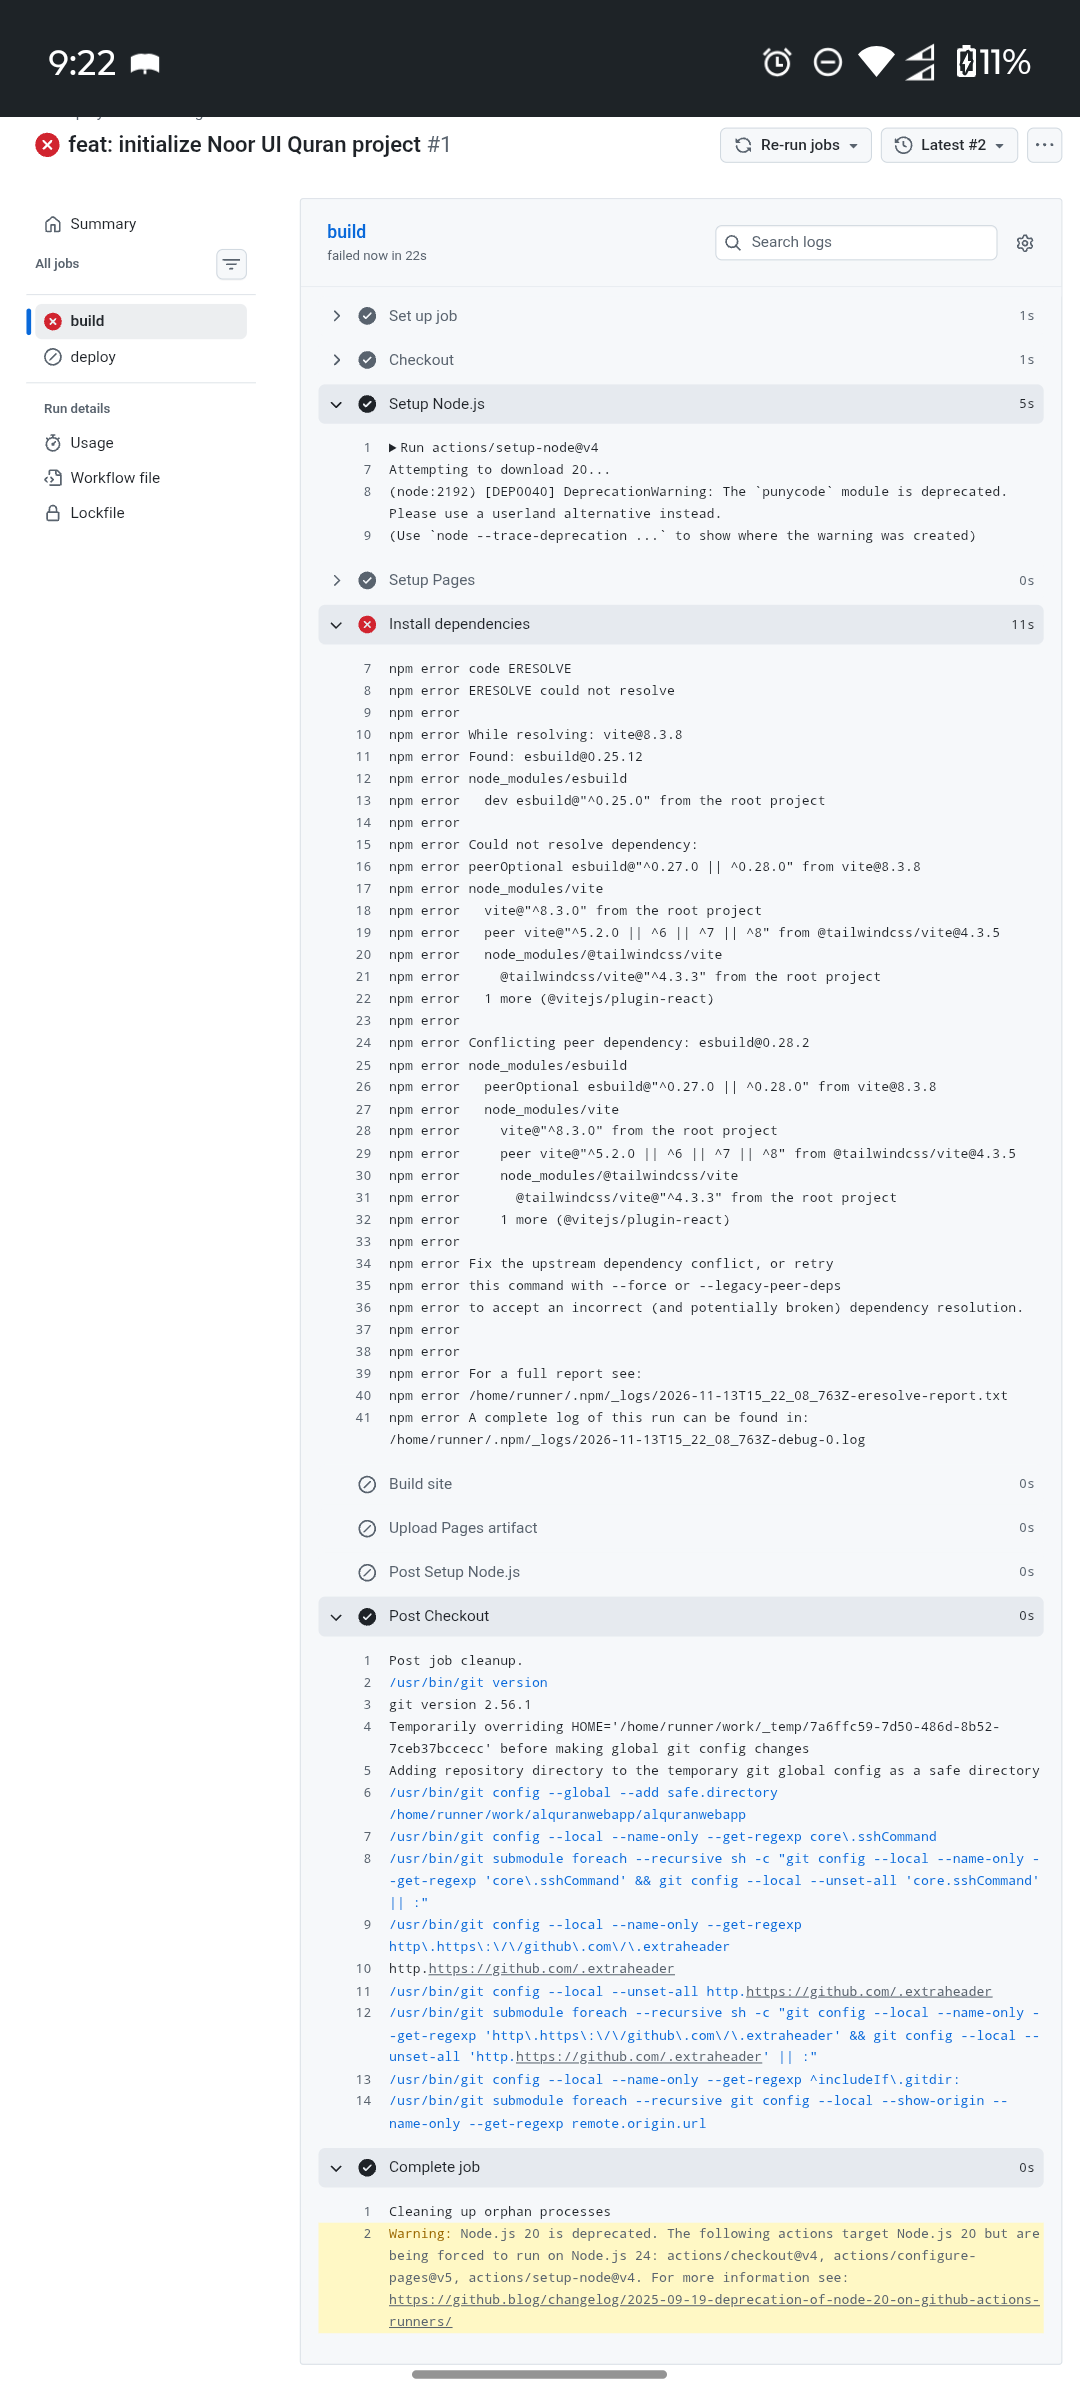 9:22
11%
feat: initialize Noor UI Quran project #1
Re-run jobs
Latest #2
Summary
All jobs
build
deploy
Run details
Usage
Workflow file
Lockfile
build
failed now in 22s
Search logs
Set up job 1s
Checkout 1s
Setup Node.js 5s
1 Run actions/setup-node@v4
7 Attempting to download 20...
8 (node:2192) [DEP0040] DeprecationWarning: The `punycode` module is deprecated.
Please use a userland alternative instead.
9 (Use `node --trace-deprecation ...` to show where the warning was created)
Setup Pages 0s
Install dependencies 11s
7 npm error code ERESOLVE
8 npm error ERESOLVE could not resolve
9 npm error
10 npm error While resolving: vite@8.3.8
11 npm error Found: esbuild@0.25.12
12 npm error node_modules/esbuild
13 npm error   dev esbuild@"^0.25.0" from the root project
14 npm error
15 npm error Could not resolve dependency:
16 npm error peerOptional esbuild@"^0.27.0 || ^0.28.0" from vite@8.3.8
17 npm error node_modules/vite
18 npm error   vite@"^8.3.0" from the root project
19 npm error   peer vite@"^5.2.0 || ^6 || ^7 || ^8" from @tailwindcss/vite@4.3.5
20 npm error   node_modules/@tailwindcss/vite
21 npm error     @tailwindcss/vite@"^4.3.3" from the root project
22 npm error   1 more (@vitejs/plugin-react)
23 npm error
24 npm error Conflicting peer dependency: esbuild@0.28.2
25 npm error node_modules/esbuild
26 npm error   peerOptional esbuild@"^0.27.0 || ^0.28.0" from vite@8.3.8
27 npm error   node_modules/vite
28 npm error     vite@"^8.3.0" from the root project
29 npm error     peer vite@"^5.2.0 || ^6 || ^7 || ^8" from @tailwindcss/vite@4.3.5
30 npm error     node_modules/@tailwindcss/vite
31 npm error       @tailwindcss/vite@"^4.3.3" from the root project
32 npm error     1 more (@vitejs/plugin-react)
33 npm error
34 npm error Fix the upstream dependency conflict, or retry
35 npm error this command with --force or --legacy-peer-deps
36 npm error to accept an incorrect (and potentially broken) dependency resolution.
37 npm error
38 npm error
39 npm error For a full report see:
40 npm error /home/runner/.npm/_logs/2026-11-13T15_22_08_763Z-eresolve-report.txt
41 npm error A complete log of this run can be found in:
/home/runner/.npm/_logs/2026-11-13T15_22_08_763Z-debug-0.log
Build site 0s
Upload Pages artifact 0s
Post Setup Node.js 0s
Post Checkout 0s
1 Post job cleanup.
2 /usr/bin/git version
3 git version 2.56.1
4 Temporarily overriding HOME='/home/runner/work/_temp/7a6ffc59-7d50-486d-8b52-
7ceb37bccecc' before making global git config changes
5 Adding repository directory to the temporary git global config as a safe directory
6 /usr/bin/git config --global --add safe.directory
/home/runner/work/alquranwebapp/alquranwebapp
7 /usr/bin/git config --local --name-only --get-regexp core\.sshCommand
8 /usr/bin/git submodule foreach --recursive sh -c "git config --local --name-only -
-get-regexp 'core\.sshCommand' && git config --local --unset-all 'core.sshCommand'
|| :"
9 /usr/bin/git config --local --name-only --get-regexp
http\.https\:\/\/github\.com\/\.extraheader
10 http.https://github.com/.extraheader
11 /usr/bin/git config --local --unset-all http.https://github.com/.extraheader
12 /usr/bin/git submodule foreach --recursive sh -c "git config --local --name-only -
-get-regexp 'http\.https\:\/\/github\.com\/\.extraheader' && git config --local --
unset-all 'http.https://github.com/.extraheader' || :"
13 /usr/bin/git config --local --name-only --get-regexp ^includeIf\.gitdir:
14 /usr/bin/git submodule foreach --recursive git config --local --show-origin --
name-only --get-regexp remote.origin.url
Complete job 0s
1 Cleaning up orphan processes
2 Warning: Node.js 20 is deprecated. The following actions target Node.js 20 but are
being forced to run on Node.js 24: actions/checkout@v4, actions/configure-
pages@v5, actions/setup-node@v4. For more information see:
https://github.blog/changelog/2025-09-19-deprecation-of-node-20-on-github-actions-
runners/